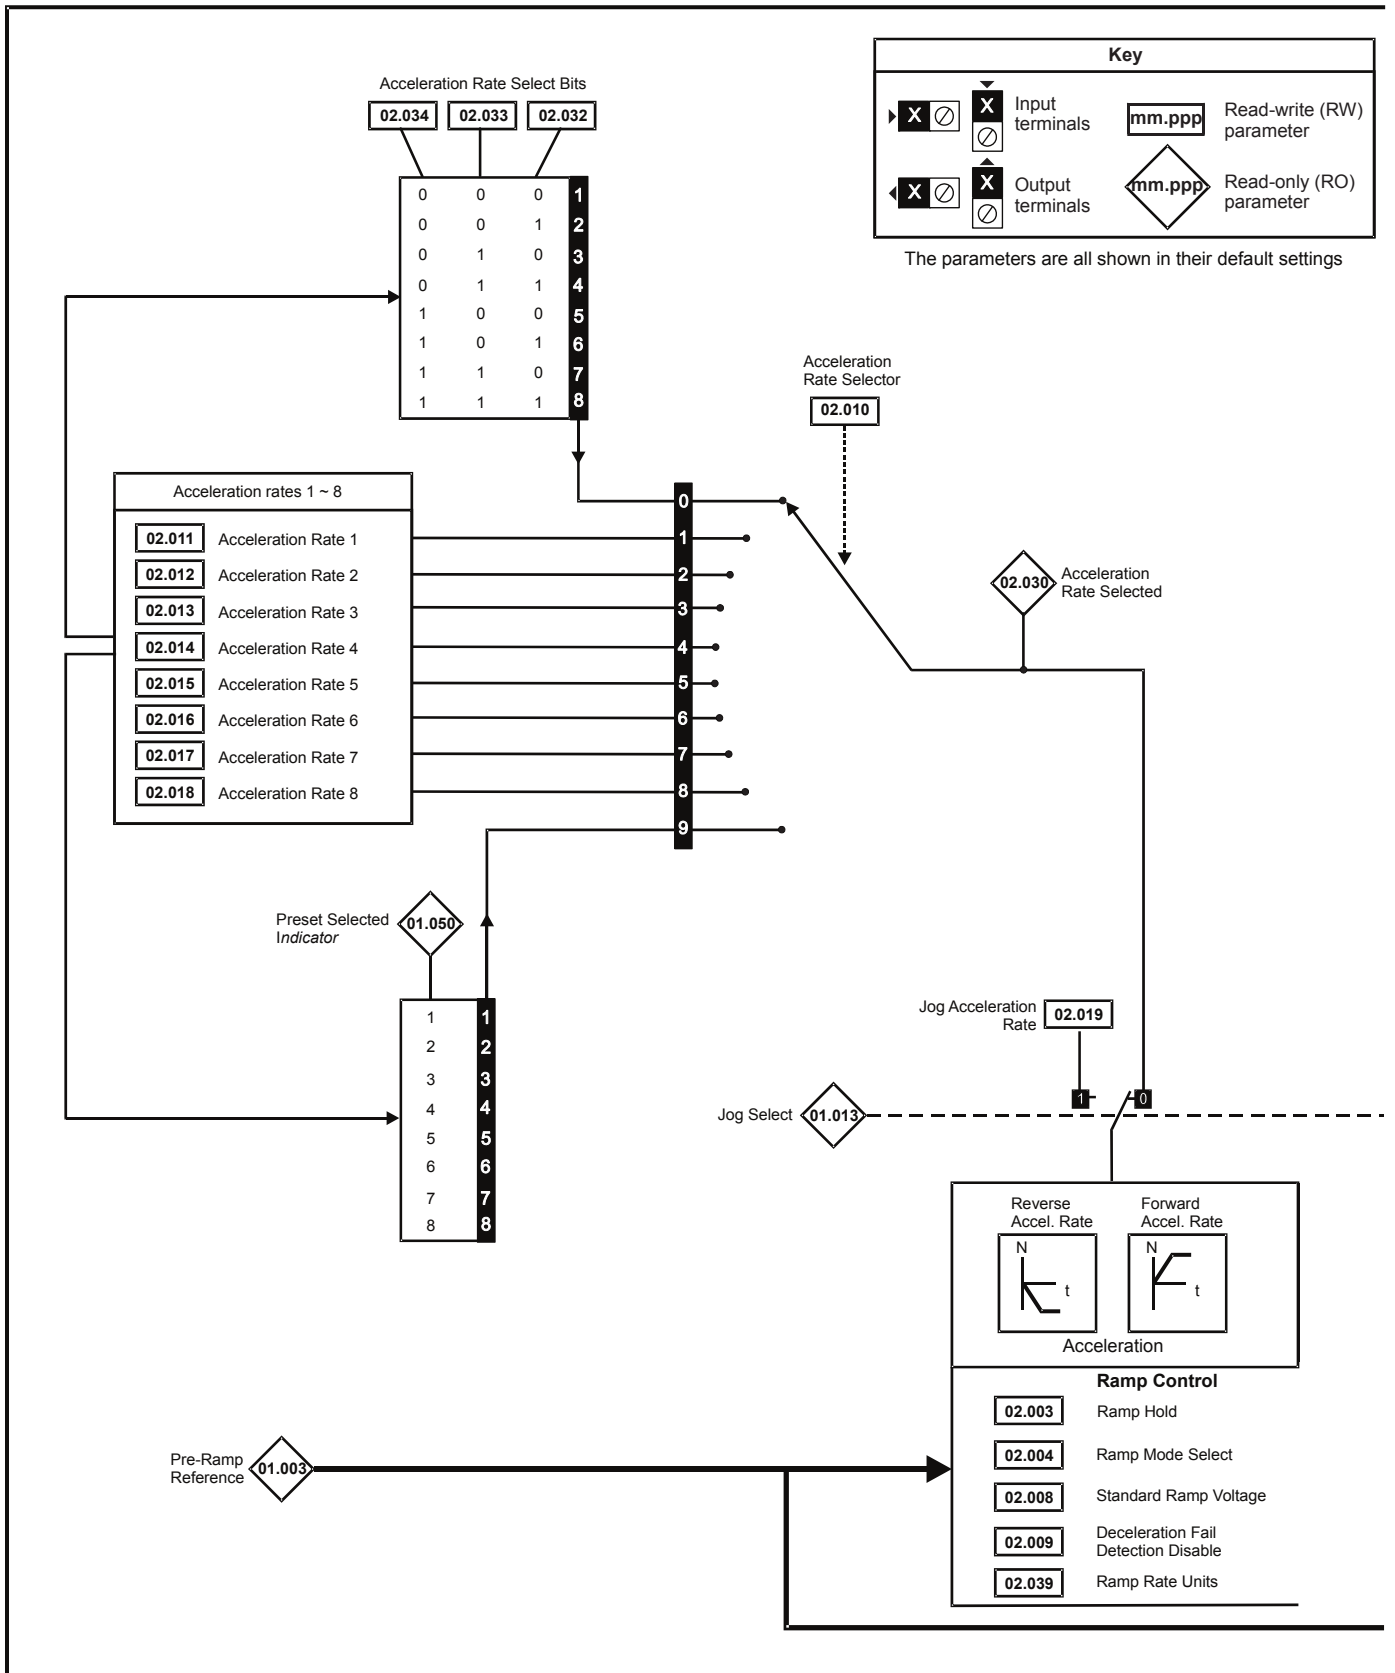 Key
X
X
Input
terminals
mm.ppp
Read-write (RW)
parameter
X
X
Output
terminals
mm.ppp
Read-only (RO)
parameter
The parameters are all shown in their default settings
Acceleration Rate Select Bits
02.034 02.033 02.032
0 0 0 1
0 0 1 2
0 1 0 3
0 1 1 4
1 0 0 5
1 0 1 6
1 1 0 7
1 1 1 8
Acceleration
Rate Selector
02.010
Acceleration rates 1 ~ 8
02.011 Acceleration Rate 1
02.012 Acceleration Rate 2
02.013 Acceleration Rate 3
02.014 Acceleration Rate 4
02.015 Acceleration Rate 5
02.016 Acceleration Rate 6
02.017 Acceleration Rate 7
02.018 Acceleration Rate 8
0
1
2
3
4
5
6
7
8
9
02.030
Acceleration
Rate Selected
Preset Selected
Indicator
01.050
1 1
2 2
3 3
4 4
5 5
6 6
7 7
8 8
Jog Acceleration
Rate
02.019
1 0
Jog Select 01.013
Reverse
Accel. Rate
Forward
Accel. Rate
N
t
N
t
Acceleration
Ramp Control
02.003 Ramp Hold
02.004 Ramp Mode Select
02.008 Standard Ramp Voltage
02.009
Deceleration Fail
Detection Disable
02.039 Ramp Rate Units
Pre-Ramp
Reference
01.003